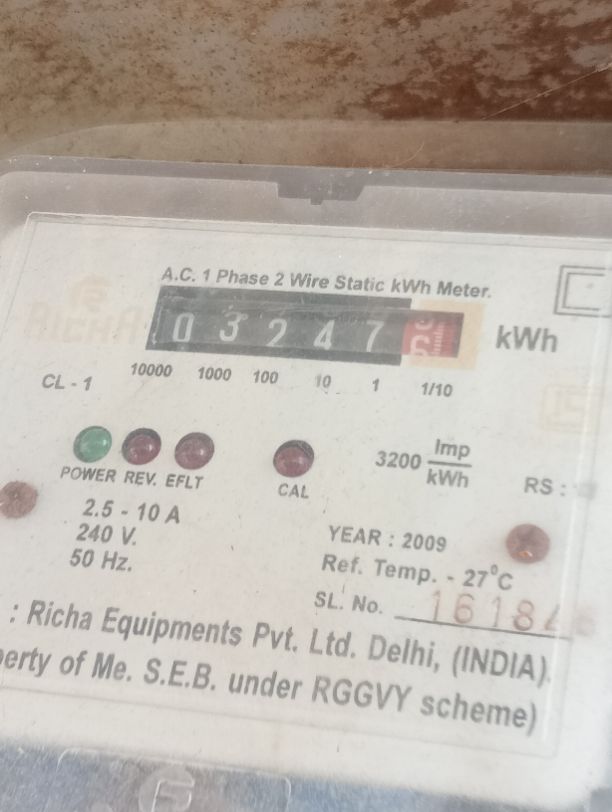 A.C. 1 Phase 2 Wire Static kWh Meter.
RICHA
0 3 2 4 7
kWh
10000 1000 100 10 1 1/10
CL - 1
3200 Imp/kWh
POWER REV. EFLT
CAL
RS :
2.5 - 10 A
240 V.
50 Hz.
YEAR : 2009
Ref. Temp. - 27°C
SL. No.
: Richa Equipments Pvt. Ltd. Delhi, (INDIA).
of Me. S.E.B. under RGGVY scheme)